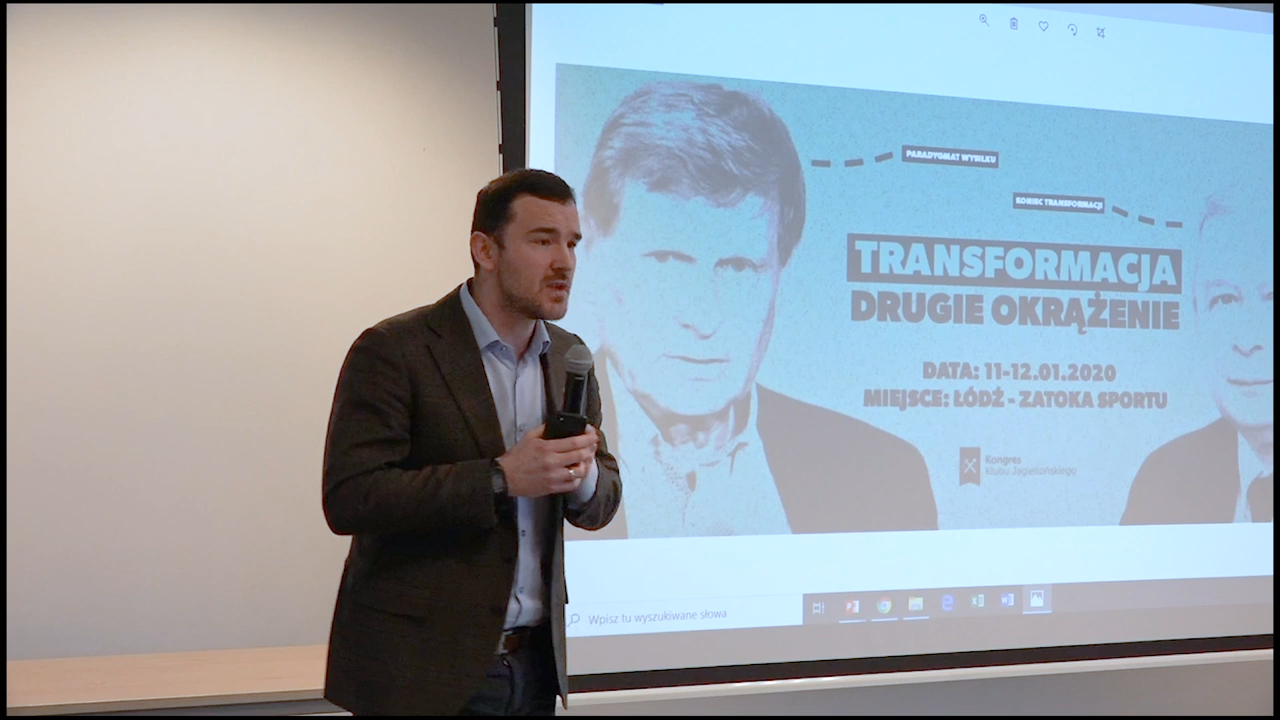 PARADYGMAT WYWILKU
KONIEC TRANSFORMACJI
TRANSFORMACJA
DRUGIE OKRĄŻENIE
DATA: 11-12.01.2020
MIEJSCE: ŁÓDŹ - ZATOKA SPORTU
Kongres
Klubu Jagiellońskiego
Wpisz tu wyszukiwane słowa